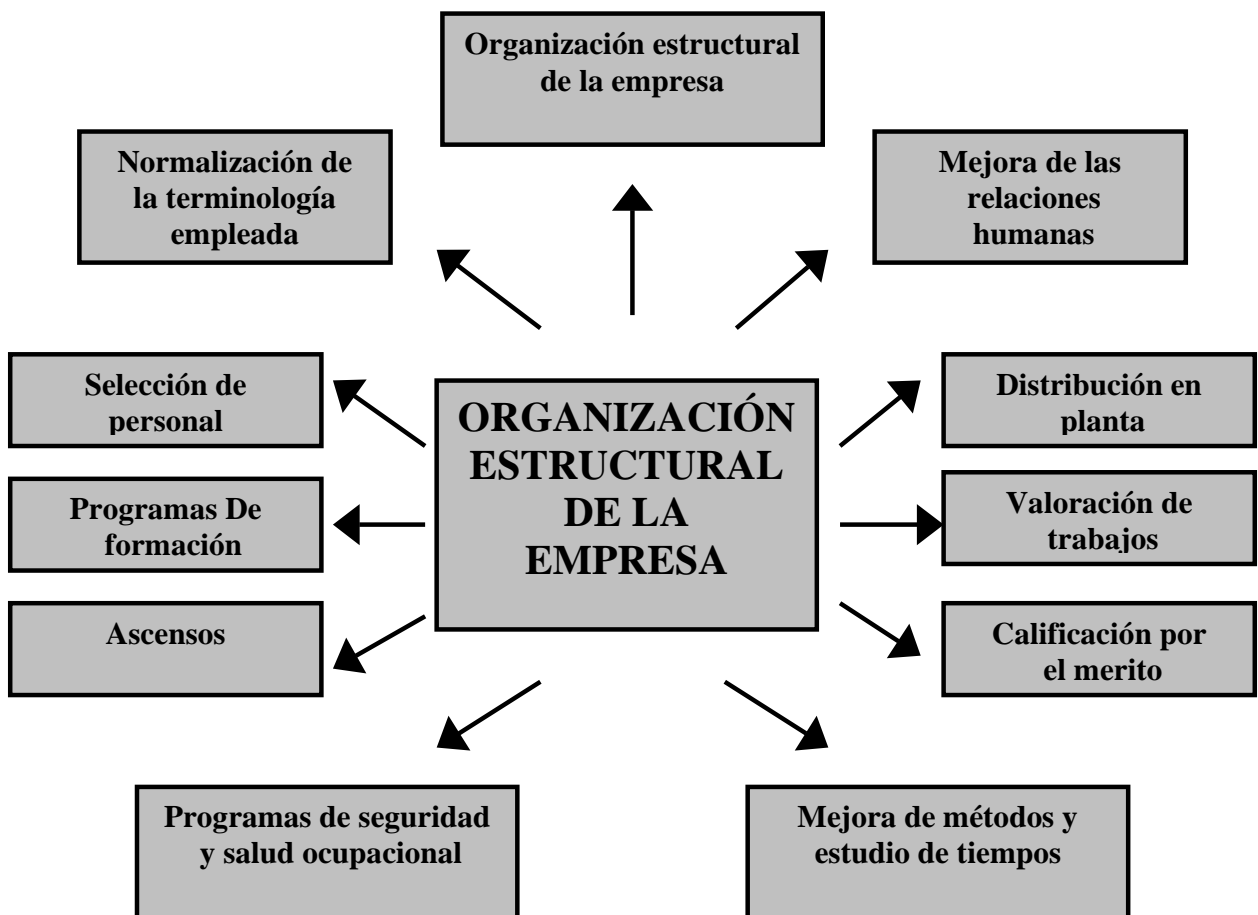 Organización estructural
de la empresa
Normalización de
la terminología
empleada
Mejora de las
relaciones
humanas
Selección de
personal
Programas De
formación
Ascensos
ORGANIZACIÓN
ESTRUCTURAL
DE LA
EMPRESA
Distribución en
planta
Valoración de
trabajos
Calificación por
el merito
Programas de seguridad
y salud ocupacional
Mejora de métodos y
estudio de tiempos